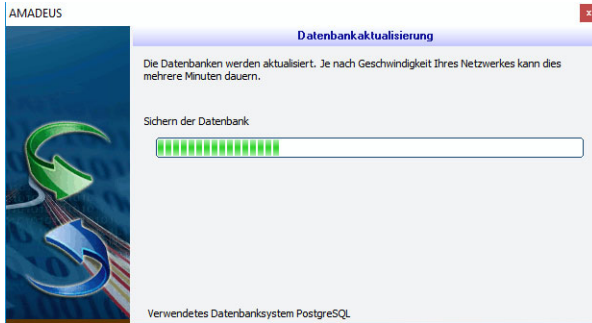 AMADEUS
x
Datenbankaktualisierung
Die Datenbanken werden aktualisiert. Je nach Geschwindigkeit Ihres Netzwerkes kann dies
mehrere Minuten dauern.
Sichern der Datenbank
Verwendetes Datenbanksystem PostgreSQL